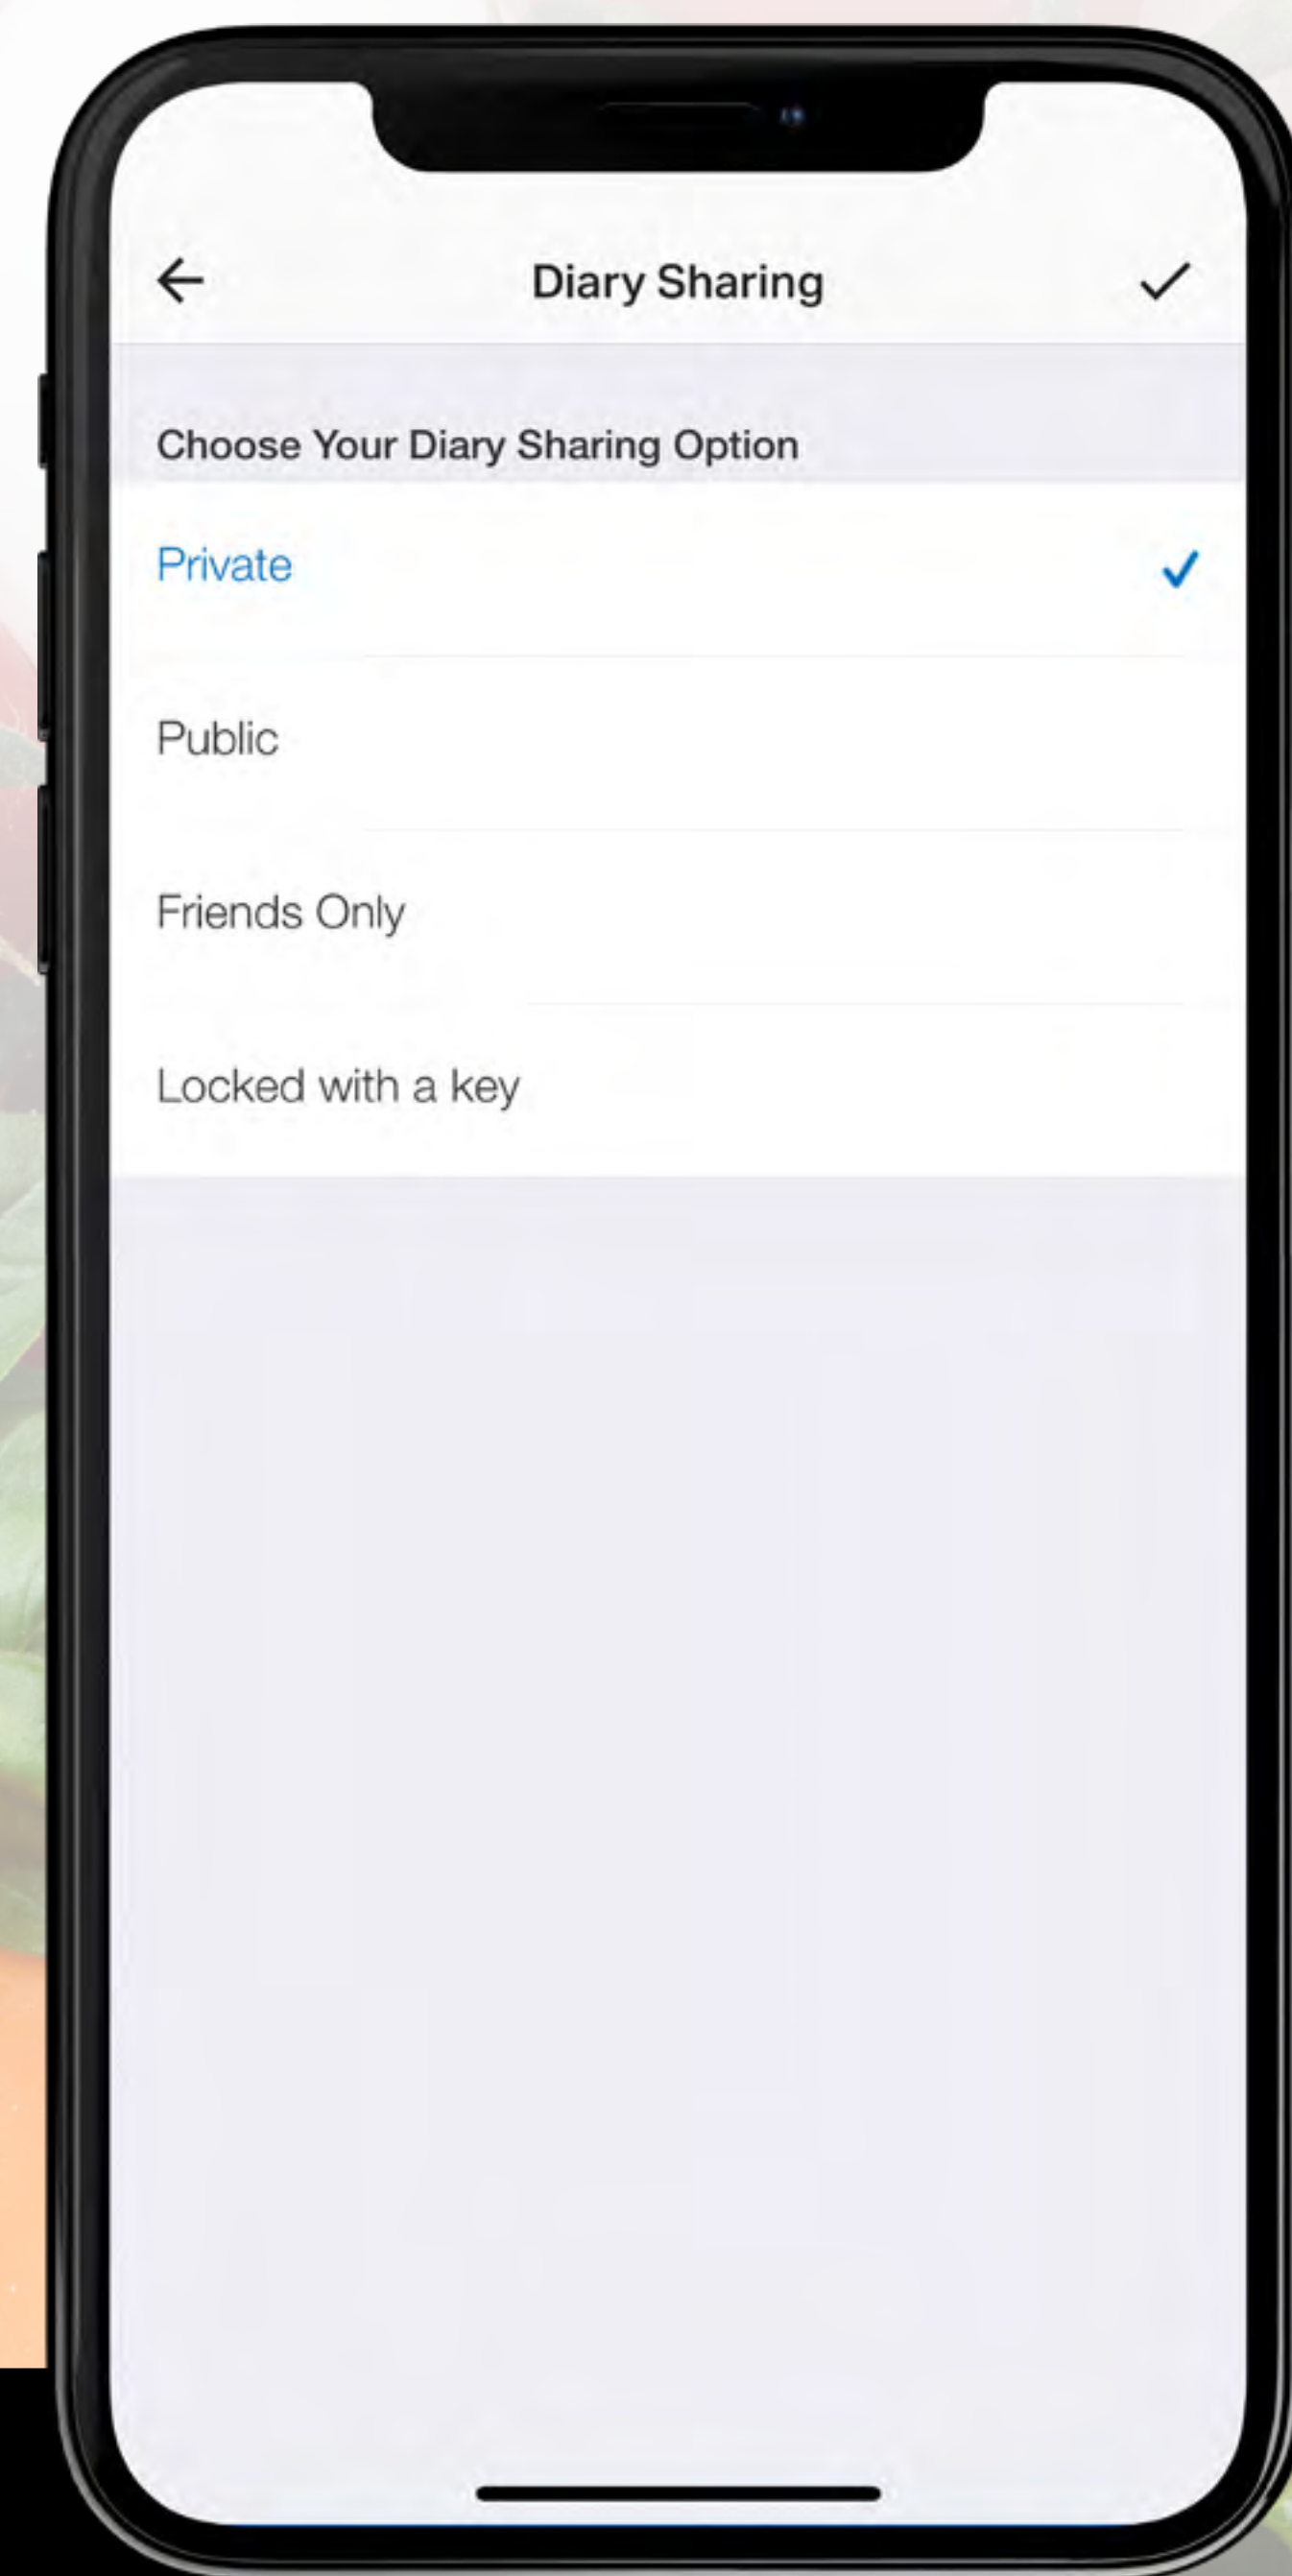 Diary Sharing
Choose Your Diary Sharing Option
Private
Public
Friends Only
Locked with a key